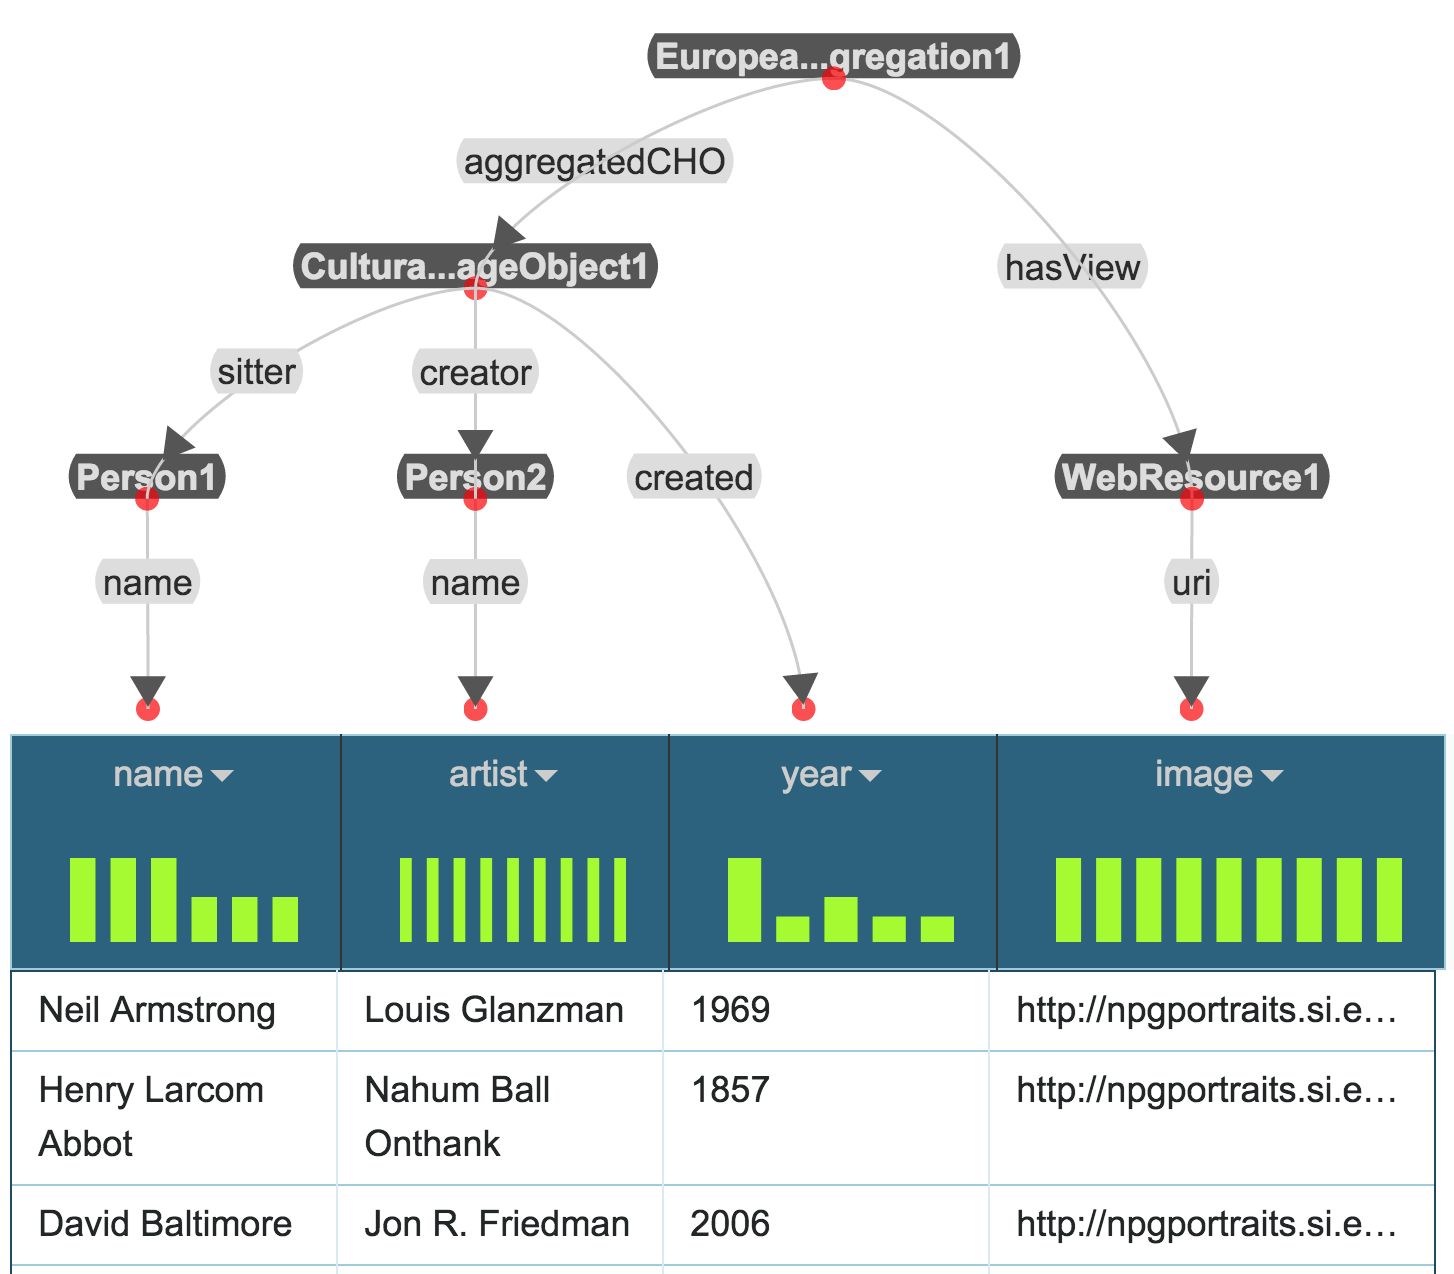 Europea...gregation1
aggregatedCHO
Cultura...ageObject1
hasView
sitter
creator
Person1
Person2
created
WebResource1
name
name
uri
name
artist
year
image
Neil Armstrong
Louis Glanzman
1969
http://npgportraits.si.e...
Henry Larcom
Abbot
Nahum Ball
Onthank
1857
http://npgportraits.si.e...
David Baltimore
Jon R. Friedman
2006
http://npgportraits.si.e...